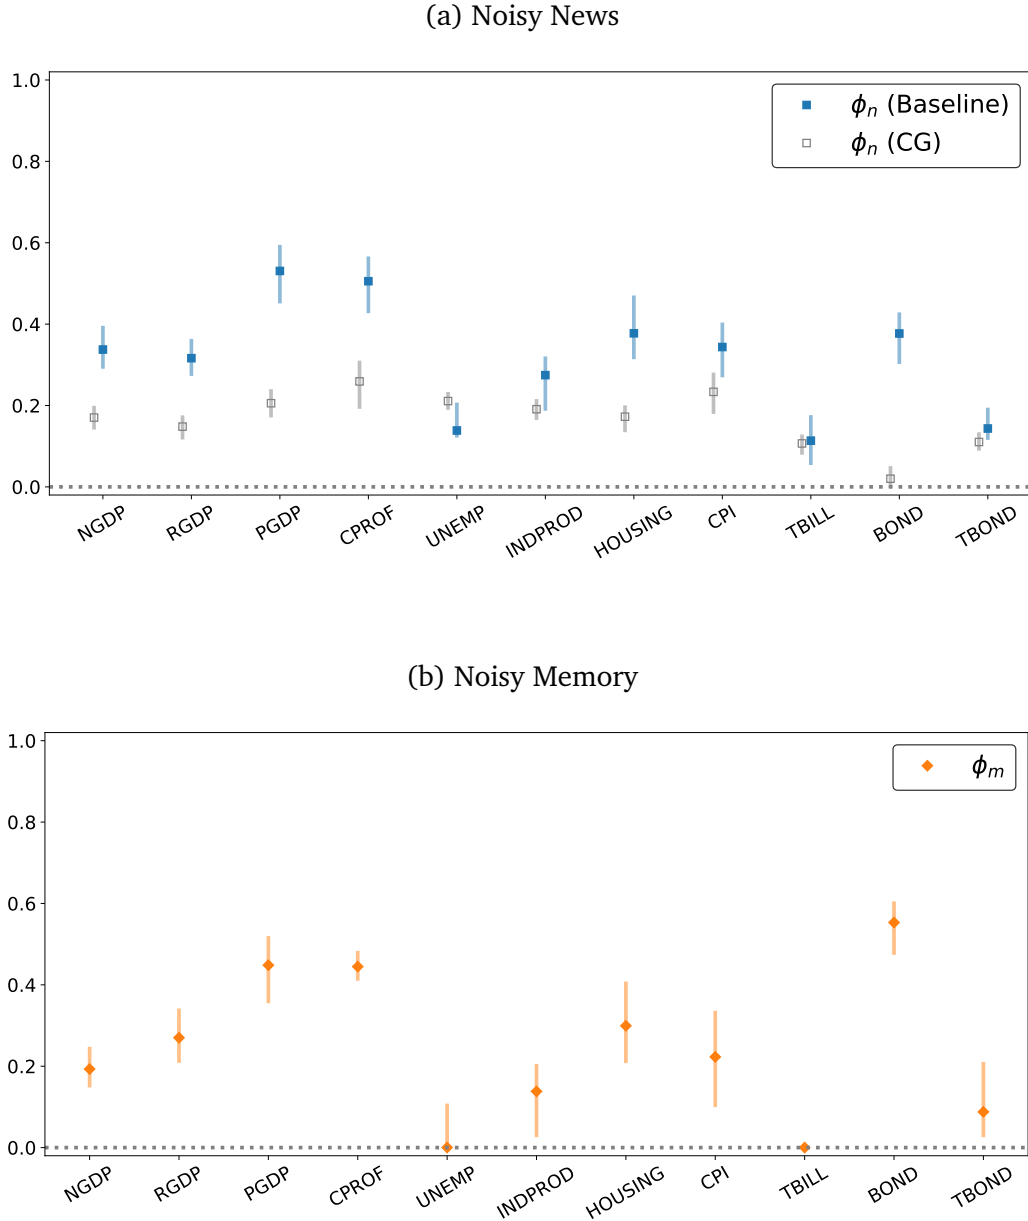 (a) Noisy News
1.0
0.8
0.6
0.4
0.2
0.0
ϕn (Baseline)
ϕn (CG)
NGDP RGDP PGDP CPROF UNEMP INDPROD HOUSING CPI TBILL BOND TBOND
(b) Noisy Memory
1.0
0.8
0.6
0.4
0.2
0.0
ϕm
NGDP RGDP PGDP CPROF UNEMP INDPROD HOUSING CPI TBILL BOND TBOND